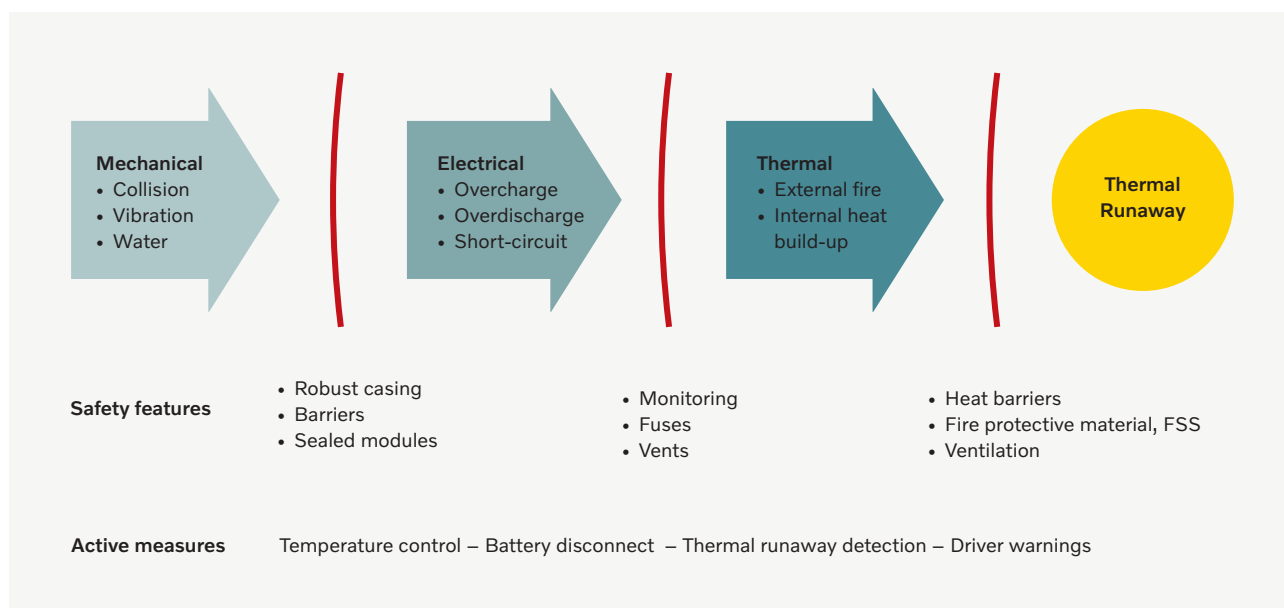 Mechanical
• Collision
• Vibration
• Water
Electrical
• Overcharge
• Overdischarge
• Short-circuit
Thermal
• External fire
• Internal heat
build-up
Thermal
Runaway
Safety features
• Robust casing
• Barriers
• Sealed modules
• Monitoring
• Fuses
• Vents
• Heat barriers
• Fire protective material, FSS
• Ventilation
Active measures
Temperature control – Battery disconnect – Thermal runaway detection – Driver warnings